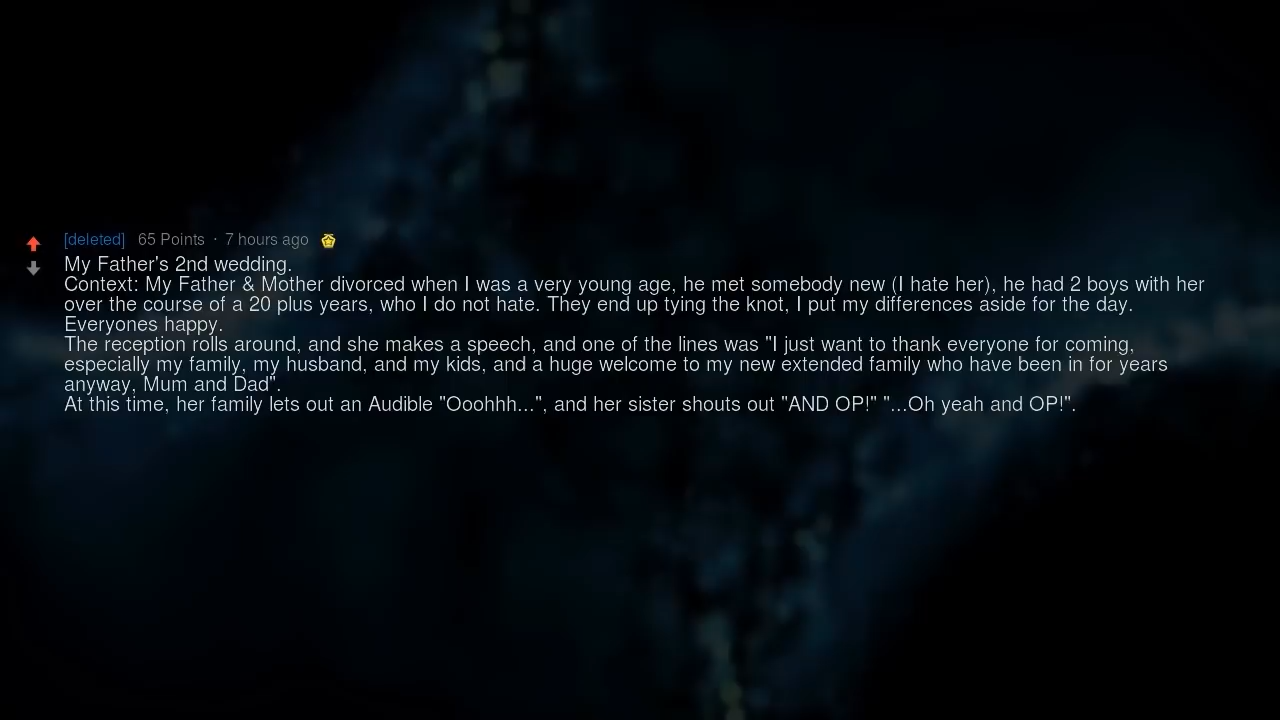 [deleted] 65 Points · 7 hours ago
My Father's 2nd wedding.
Context: My Father & Mother divorced when I was a very young age, he met somebody new (I hate her), he had 2 boys with her
over the course of a 20 plus years, who I do not hate. They end up tying the knot, I put my differences aside for the day.
Everyones happy.
The reception rolls around, and she makes a speech, and one of the lines was "I just want to thank everyone for coming,
especially my family, my husband, and my kids, and a huge welcome to my new extended family who have been in for years
anyway, Mum and Dad".
At this time, her family lets out an Audible "Ooohhh...", and her sister shouts out "AND OP!" "...Oh yeah and OP!".